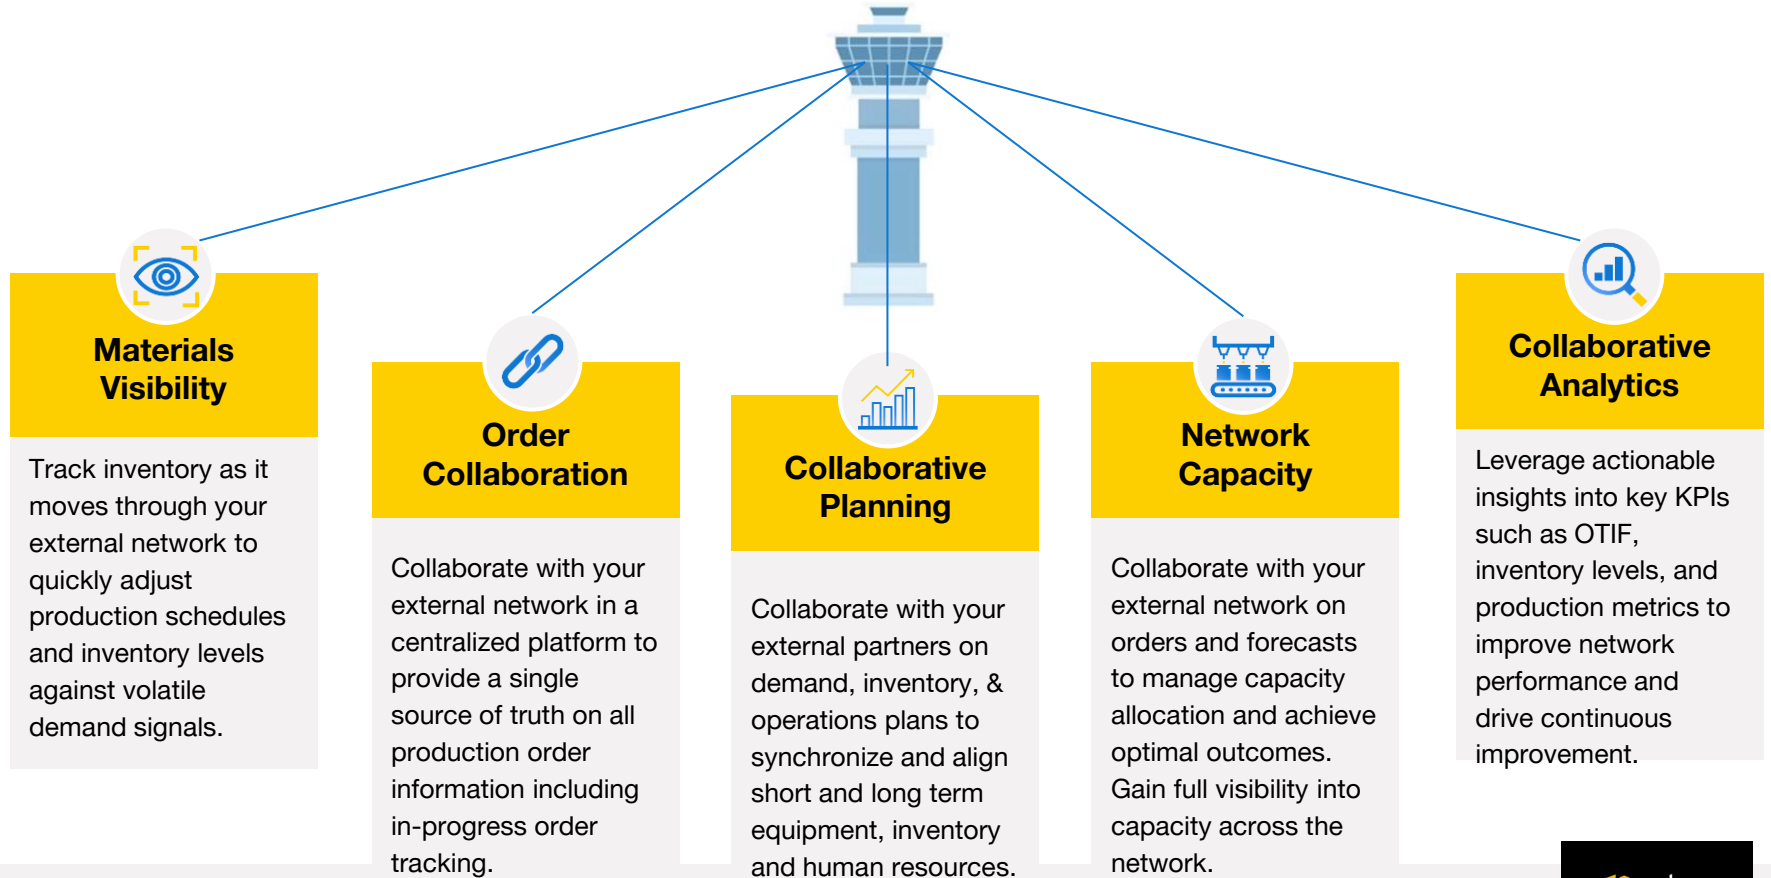 Materials
Visibility
Track inventory as it
moves through your
external network to
quickly adjust
production schedules
and inventory levels
against volatile
demand signals.
Order
Collaboration
Collaborate with your
external network in a
centralized platform to
provide a single
source of truth on all
production order
information including
in-progress order
tracking.
Collaborative
Planning
Collaborate with your
external partners on
demand, inventory, &
operations plans to
synchronize and align
short and long term
equipment, inventory
and human resources.
Network
Capacity
Collaborate with your
external network on
orders and forecasts
to manage capacity
allocation and achieve
optimal outcomes.
Gain full visibility into
capacity across the
network.
Collaborative
Analytics
Leverage actionable
insights into key KPIs
such as OTIF,
inventory levels, and
production metrics to
improve network
performance and
drive continuous
improvement.